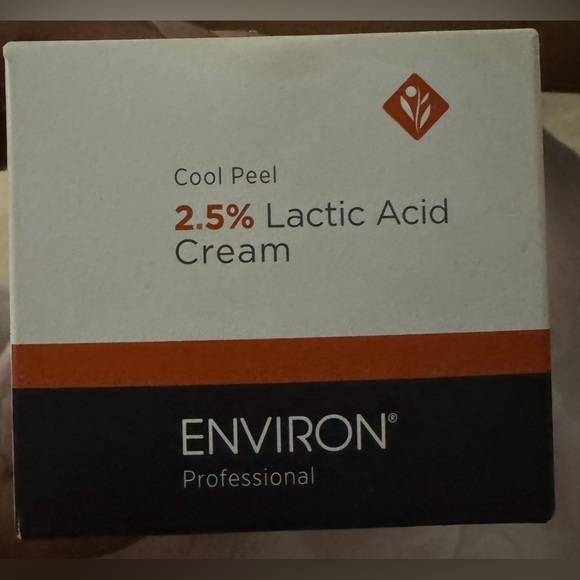 Cool Peel
2.5% Lactic Acid
Cream
ENVIRON®
Professional